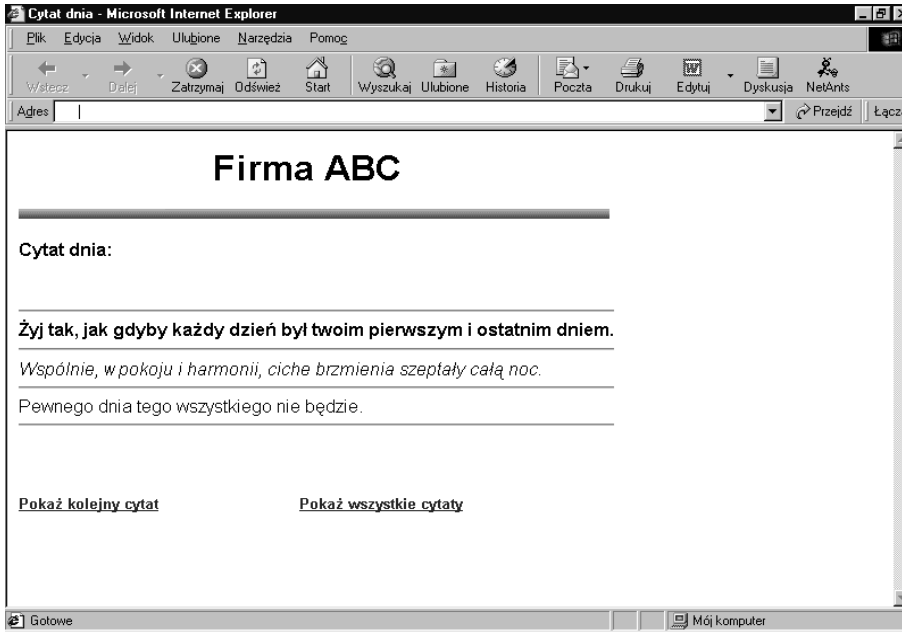 Cytat dnia - Microsoft Internet Explorer
Plik Edycja Widok Ulubione Narzędzia Pomoc
Wstecz Dalej Zatrzymaj Odśwież Start Wyszukaj Ulubione Historia Poczta Drukuj Edytuj Dyskusja NetAnts
Adres Przejdź Łącza
Firma ABC
Cytat dnia:
Żyj tak, jak gdyby każdy dzień był twoim pierwszym i ostatnim dniem.
Wspólnie, w pokoju i harmonii, ciche brzmienia szeptały całą noc.
Pewnego dnia tego wszystkiego nie będzie.
Pokaż kolejny cytat Pokaż wszystkie cytaty
Gotowe Mój komputer